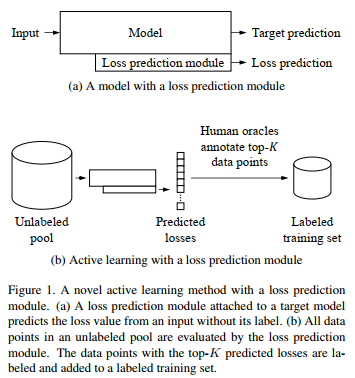 Input
Model
Target prediction
Loss prediction module
Loss prediction
(a) A model with a loss prediction module
Human oracles
annotate top-K
data points
Unlabeled
pool
Predicted
losses
Labeled
training set
(b) Active learning with a loss prediction module
Figure 1. A novel active learning method with a loss prediction
module. (a) A loss prediction module attached to a target model
predicts the loss value from an input without its label. (b) All data
points in an unlabeled pool are evaluated by the loss prediction
module. The data points with the top-K predicted losses are la-
beled and added to a labeled training set.